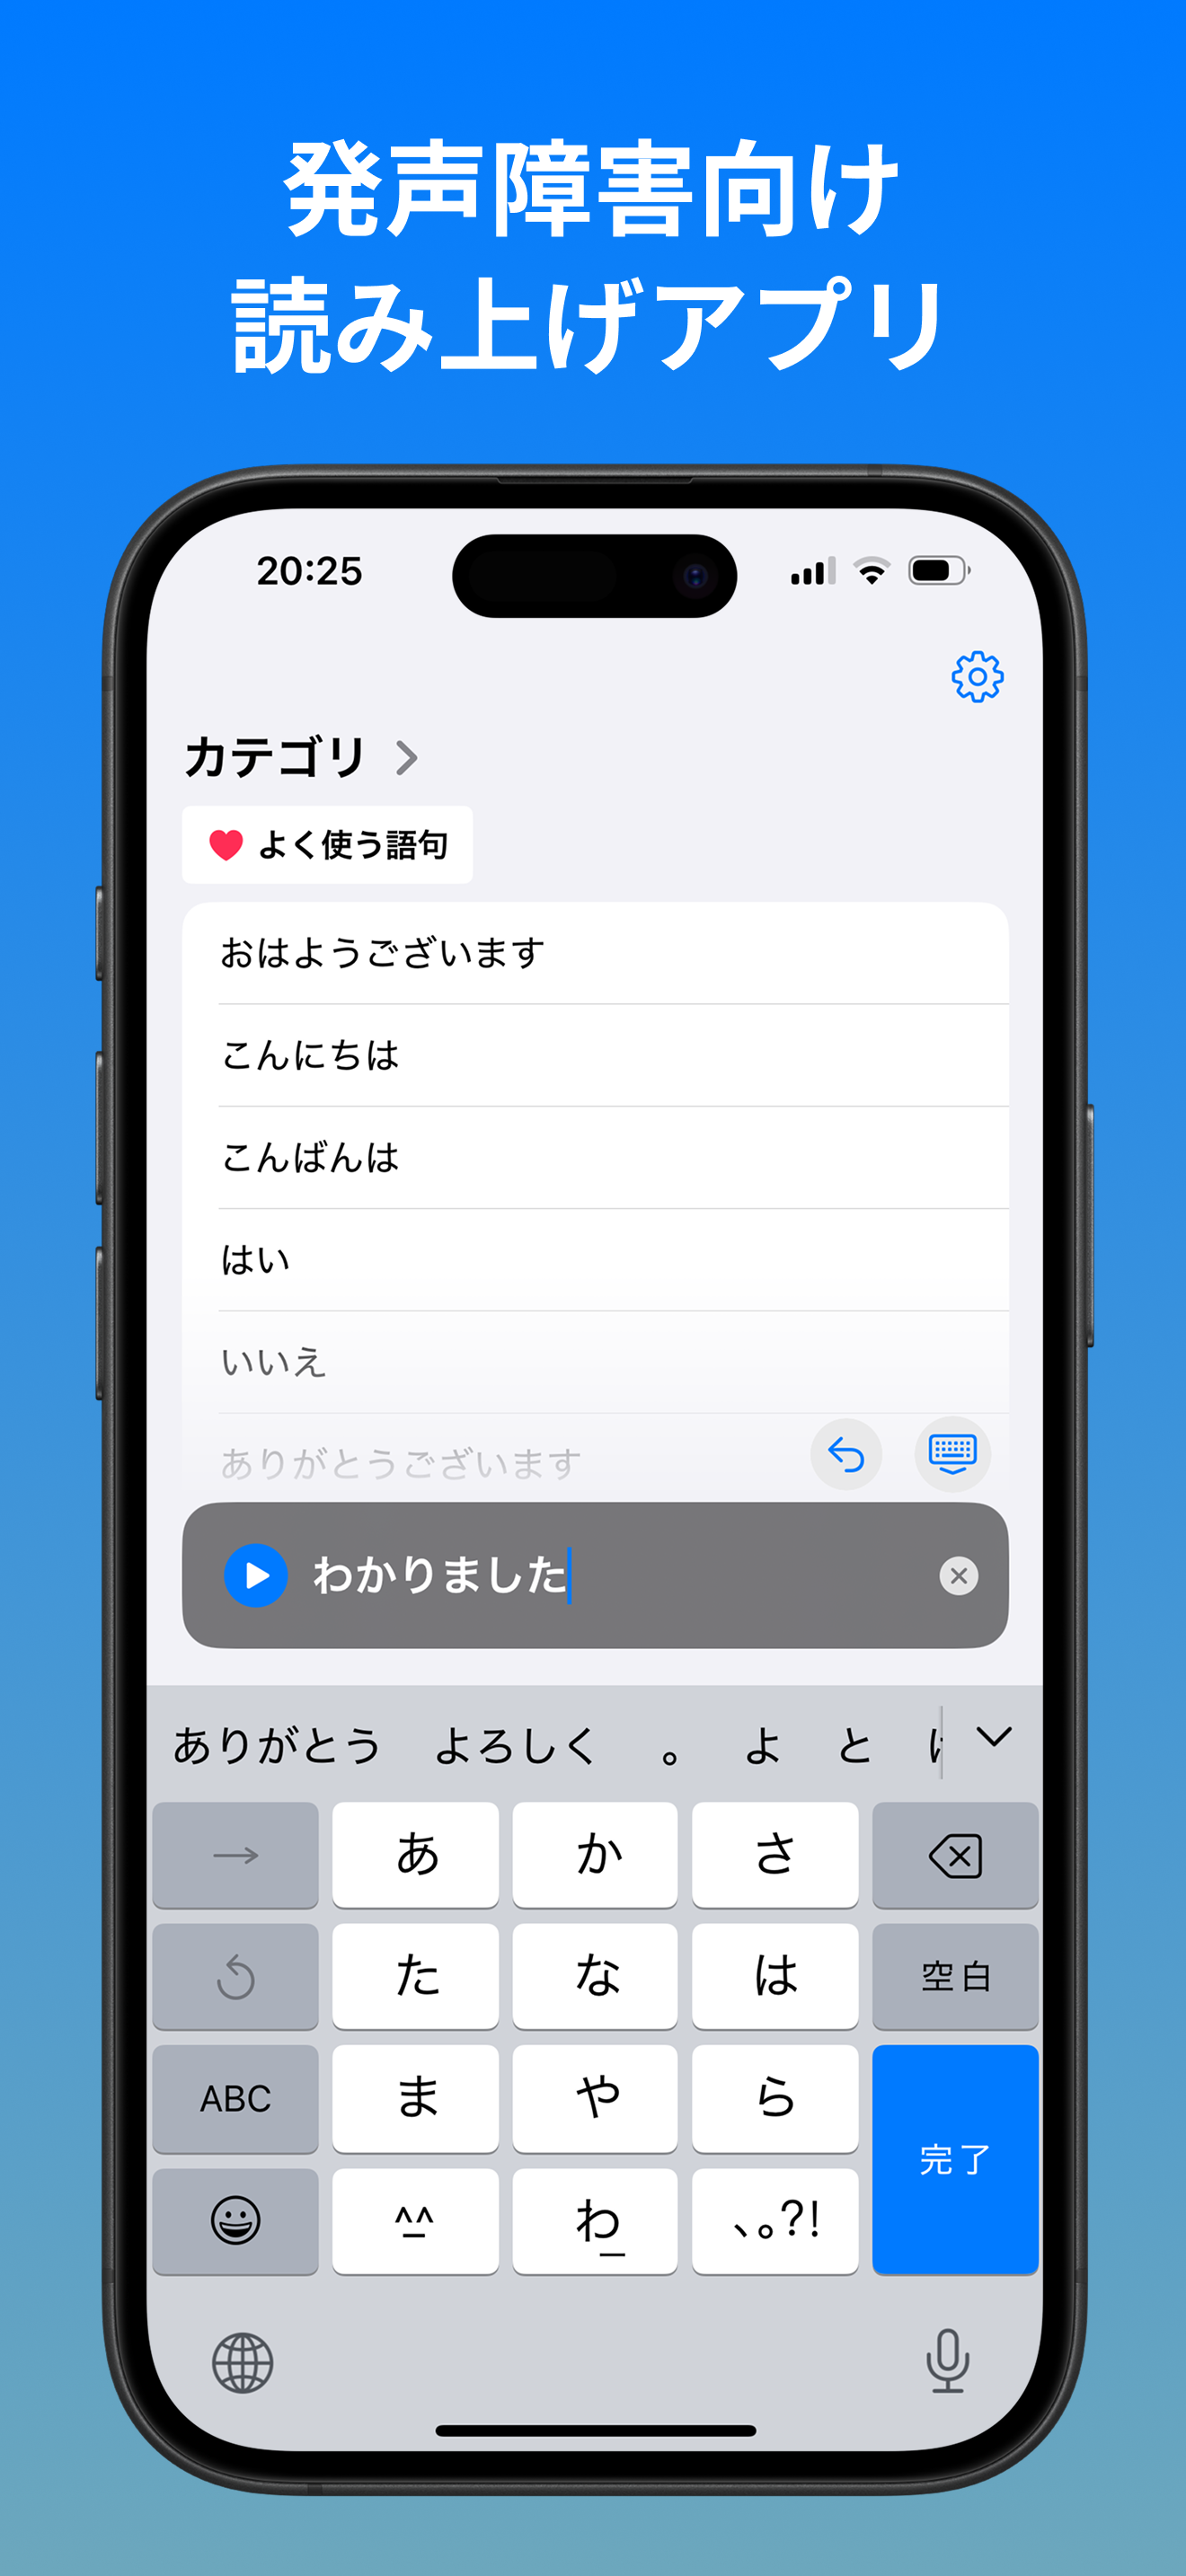 発声障害向け
読み上げアプリ
20:25
カテゴリ
よく使う語句
おはようございます
こんにちは
こんばんは
はい
いいえ
ありがとうございます
わかりました
ありがとう よろしく 。 よ と
→ あ か さ
た な は 空白
ABC ま や ら
完了
^^ わ 、。?!